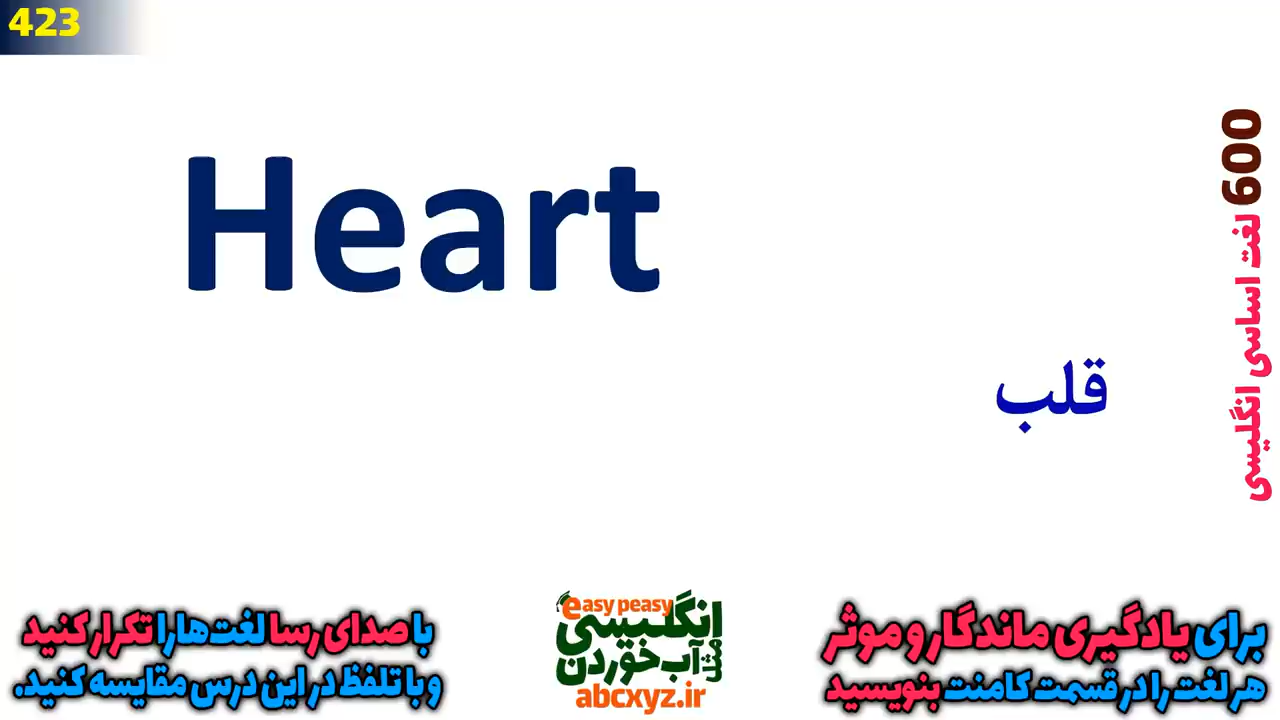 423
Heart
قلب
600 لغت اساسی انگلیسی
برای یادگیری ماندگار و موثر
هر لغت را در قسمت کامنت بنویسید
easy peasy
انگلیسی
مثل آب خوردن
abcxyz.ir
با صدای رسا لغت‌ها را تکرار کنید
و با تلفظ در این درس مقایسه کنید.